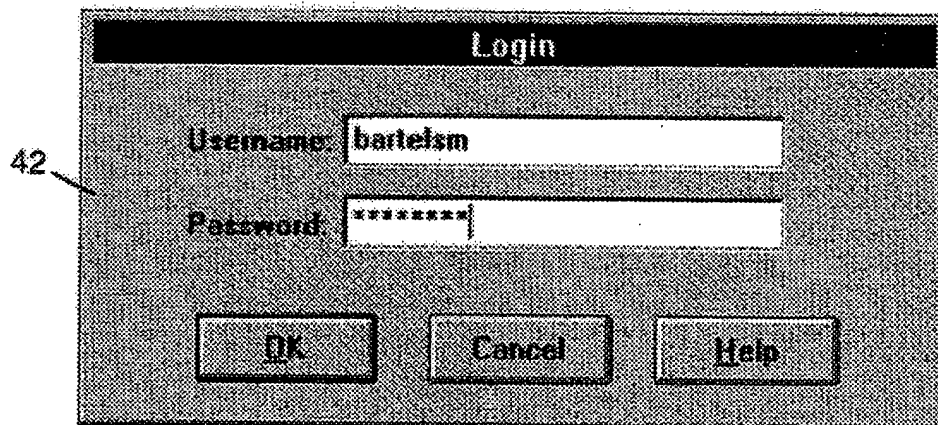 Login
Username: bartelsm
42
Password: ********
OK Cancel Help